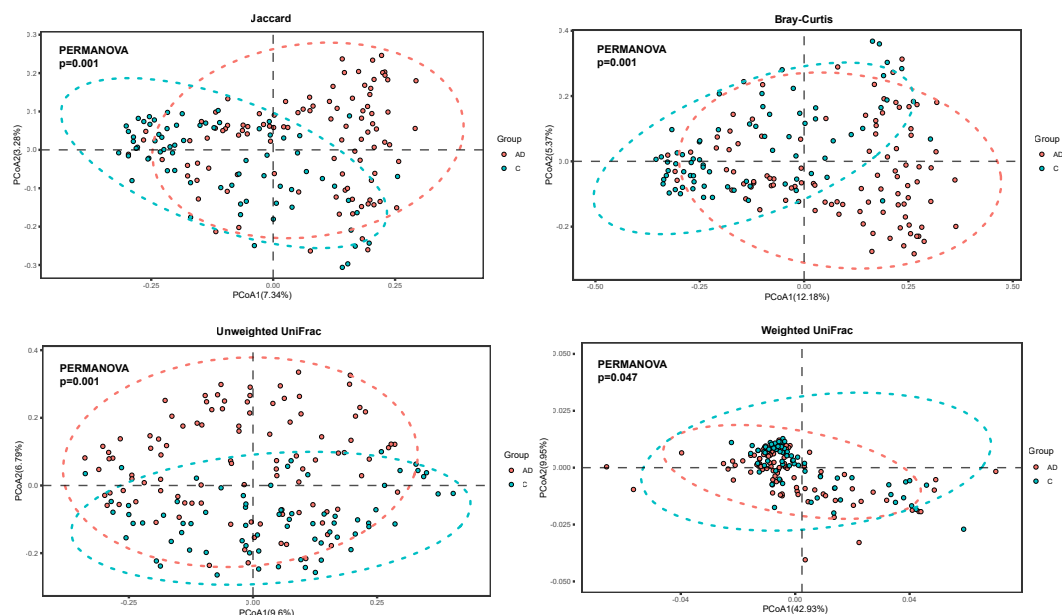 Jaccard
PERMANOVA
p=0.001
0.3
0.2
0.1
0.0
-0.1
-0.2
-0.3
PCoA2(3.28%)
-0.25
0.00
0.25
PCoA1(7.34%)
Group
AD
C
Bray-Curtis
PERMANOVA
p=0.001
0.4
0.2
0.0
-0.2
PCoA2(5.37%)
-0.50
-0.25
0.00
0.25
0.50
PCoA1(12.18%)
Group
AD
C
Unweighted UniFrac
PERMANOVA
p=0.001
0.4
0.2
0.0
-0.2
PCoA2(6.79%)
-0.25
0.00
0.25
PCoA1(9.6%)
Group
AD
C
Weighted UniFrac
PERMANOVA
p=0.047
0.050
0.025
0.000
-0.025
-0.050
PCoA2(9.95%)
-0.04
0.00
0.04
PCoA1(42.93%)
Group
AD
C